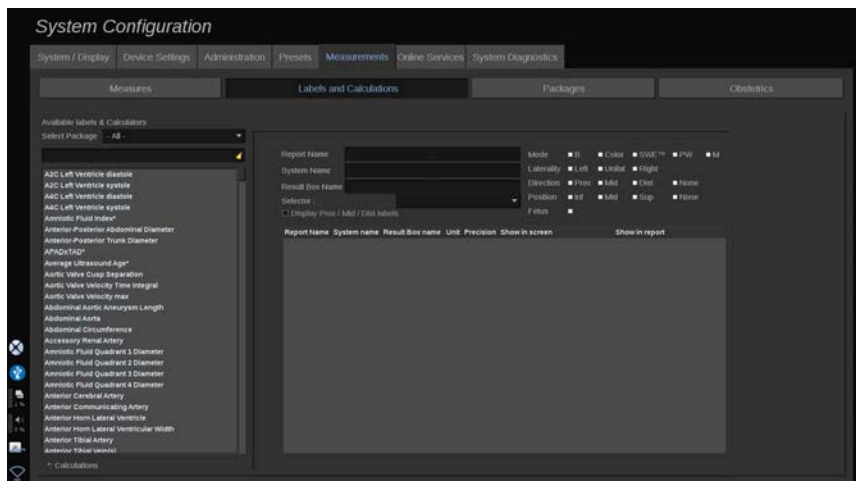 System Configuration
System / Display Device Settings Administration Presets Measurements Online Services System Diagnostics
Measures Labels and Calculations Packages Obstetrics
Available labels & Calculators
Select Package - All -
A2C Left Ventricle diastole
A2C Left Ventricle systole
A4C Left Ventricle diastole
A4C Left Ventricle systole
Amniotic Fluid Index*
Anterior-Posterior Abdominal Diameter
Anterior-Posterior Trunk Diameter
APADxTAD*
Average Ultrasound Age*
Aortic Valve Cusp Separation
Aortic Valve Velocity Time Integral
Aortic Valve Velocity max
Abdominal Aortic Aneurysm Length
Abdominal Aorta
Abdominal Circumference
Accessory Renal Artery
Amniotic Fluid Quadrant 1 Diameter
Amniotic Fluid Quadrant 2 Diameter
Amniotic Fluid Quadrant 3 Diameter
Amniotic Fluid Quadrant 4 Diameter
Anterior Cerebral Artery
Anterior Communicating Artery
Anterior Horn Lateral Ventricle
Anterior Horn Lateral Ventricular Width
Anterior Tibial Artery
Anterior Tibial Vein(s)
*: Calculations
Report Name
System Name
Result Box Name
Selector :
Display Prox / Mid / Dist labels
Mode B Color SWE™ PW M
Laterality Left Unilat Right
Direction Prox Mid Dist None
Position Inf Mid Sup None
Fetus
Report Name System name Result Box name Unit Precision Show in screen Show in report